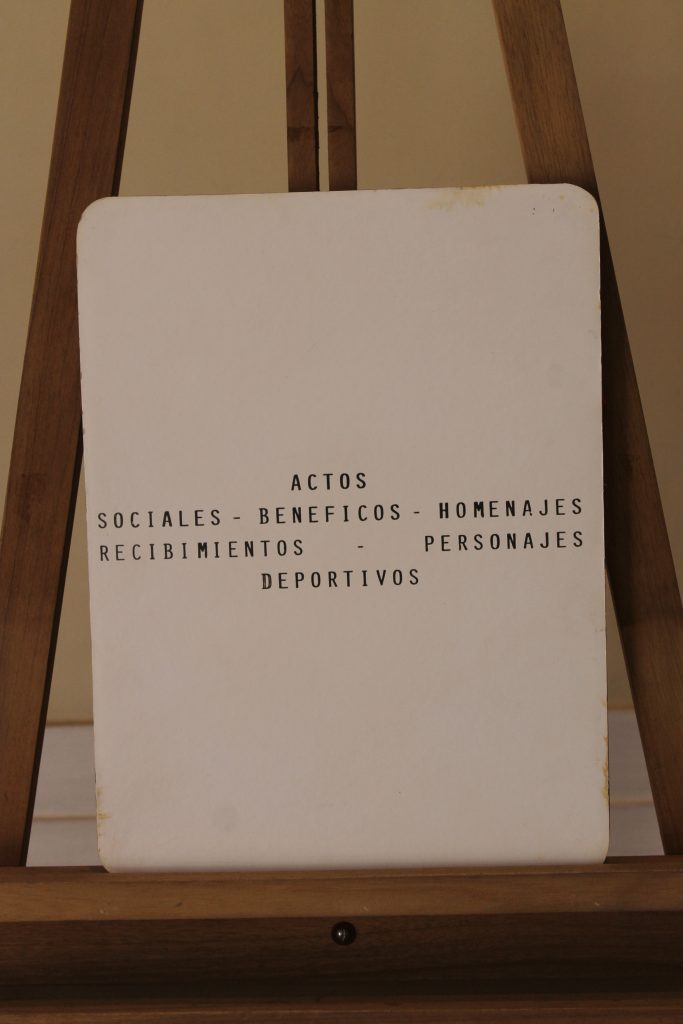 ACTOS
SOCIALES - BENEFICOS - HOMENAJES
RECIBIMIENTOS - PERSONAJES
DEPORTIVOS